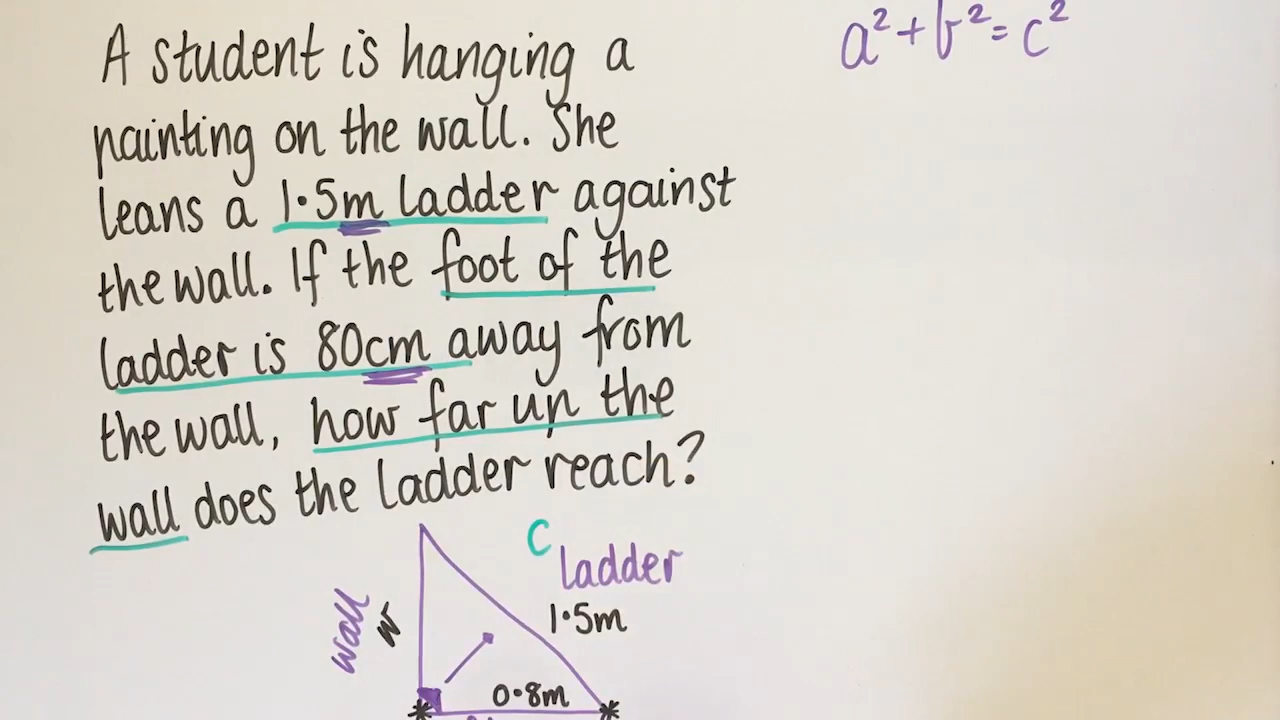 A student is hanging a
painting on the wall. She
leans a 1.5m ladder against
the wall. If the foot of the
ladder is 80cm away from
the wall, how far up the
wall does the ladder reach?
a² + b² = c²
c
ladder
1.5m
wall
w
0.8m